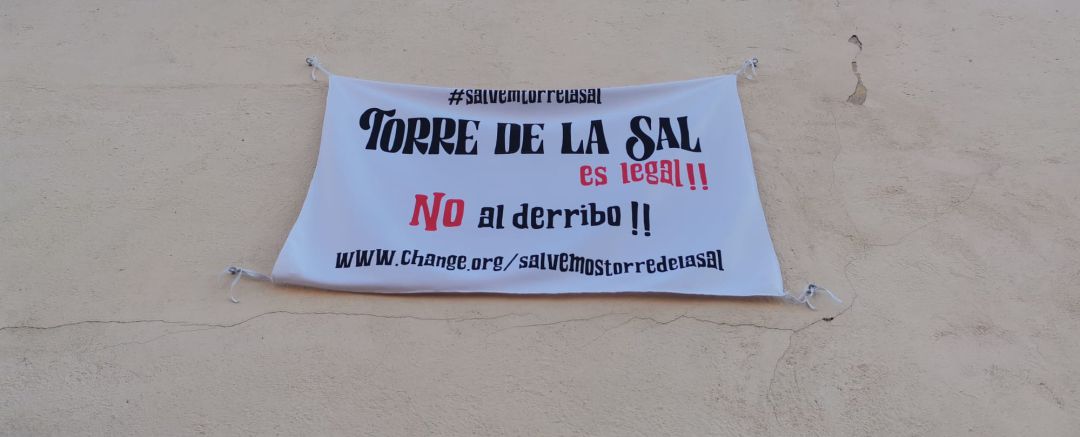 #salvemtorrelasal
TORRE DE LA SAL
es legal!!
No al derribo!!
www.change.org/salvemostorredelasal